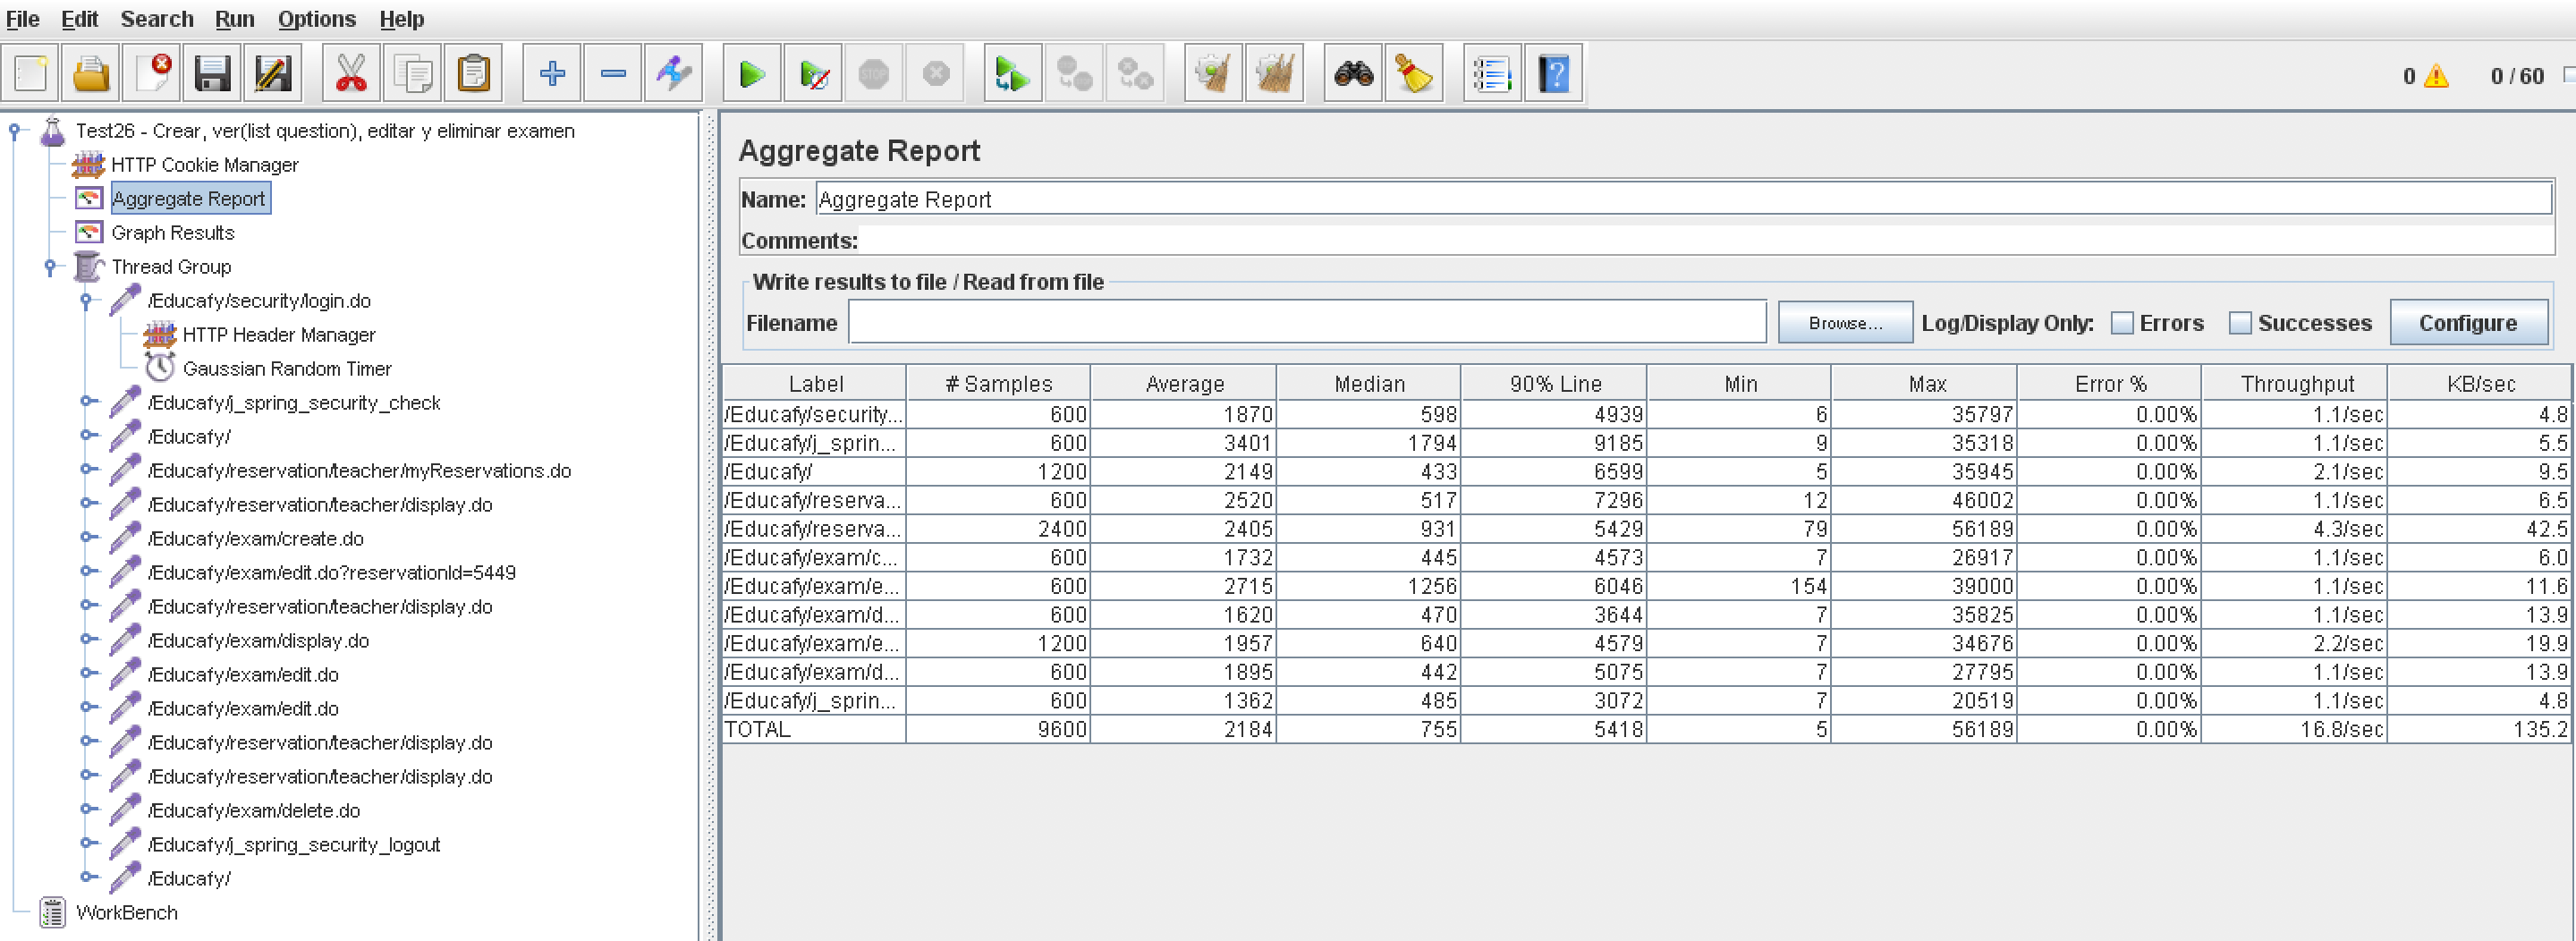 File Edit Search Run Options Help
STOP
0 0 / 60
Test26 - Crear, ver(list question), editar y eliminar examen
HTTP Cookie Manager
Aggregate Report
Graph Results
Thread Group
/Educafy/security/login.do
HTTP Header Manager
Gaussian Random Timer
/Educafy/j_spring_security_check
/Educafy/
/Educafy/reservation/teacher/myReservations.do
/Educafy/reservation/teacher/display.do
/Educafy/exam/create.do
/Educafy/exam/edit.do?reservationId=5449
/Educafy/reservation/teacher/display.do
/Educafy/exam/display.do
/Educafy/exam/edit.do
/Educafy/exam/edit.do
/Educafy/reservation/teacher/display.do
/Educafy/reservation/teacher/display.do
/Educafy/exam/delete.do
/Educafy/j_spring_security_logout
/Educafy/
WorkBench
Aggregate Report
Name: Aggregate Report
Comments:
Write results to file / Read from file
Filename Browse... Log/Display Only: Errors Successes Configure
Label # Samples Average Median 90% Line Min Max Error % Throughput KB/sec
/Educafy/security... 600 1870 598 4939 6 35797 0.00% 1.1/sec 4.8
/Educafy/j_sprin... 600 3401 1794 9185 9 35318 0.00% 1.1/sec 5.5
/Educafy/ 1200 2149 433 6599 5 35945 0.00% 2.1/sec 9.5
/Educafy/reserva... 600 2520 517 7296 12 46002 0.00% 1.1/sec 6.5
/Educafy/reserva... 2400 2405 931 5429 79 56189 0.00% 4.3/sec 42.5
/Educafy/exam/c... 600 1732 445 4573 7 26917 0.00% 1.1/sec 6.0
/Educafy/exam/e... 600 2715 1256 6046 154 39000 0.00% 1.1/sec 11.6
/Educafy/exam/d... 600 1620 470 3644 7 35825 0.00% 1.1/sec 13.9
/Educafy/exam/e... 1200 1957 640 4579 7 34676 0.00% 2.2/sec 19.9
/Educafy/exam/d... 600 1895 442 5075 7 27795 0.00% 1.1/sec 13.9
/Educafy/j_sprin... 600 1362 485 3072 7 20519 0.00% 1.1/sec 4.8
TOTAL 9600 2184 755 5418 5 56189 0.00% 16.8/sec 135.2